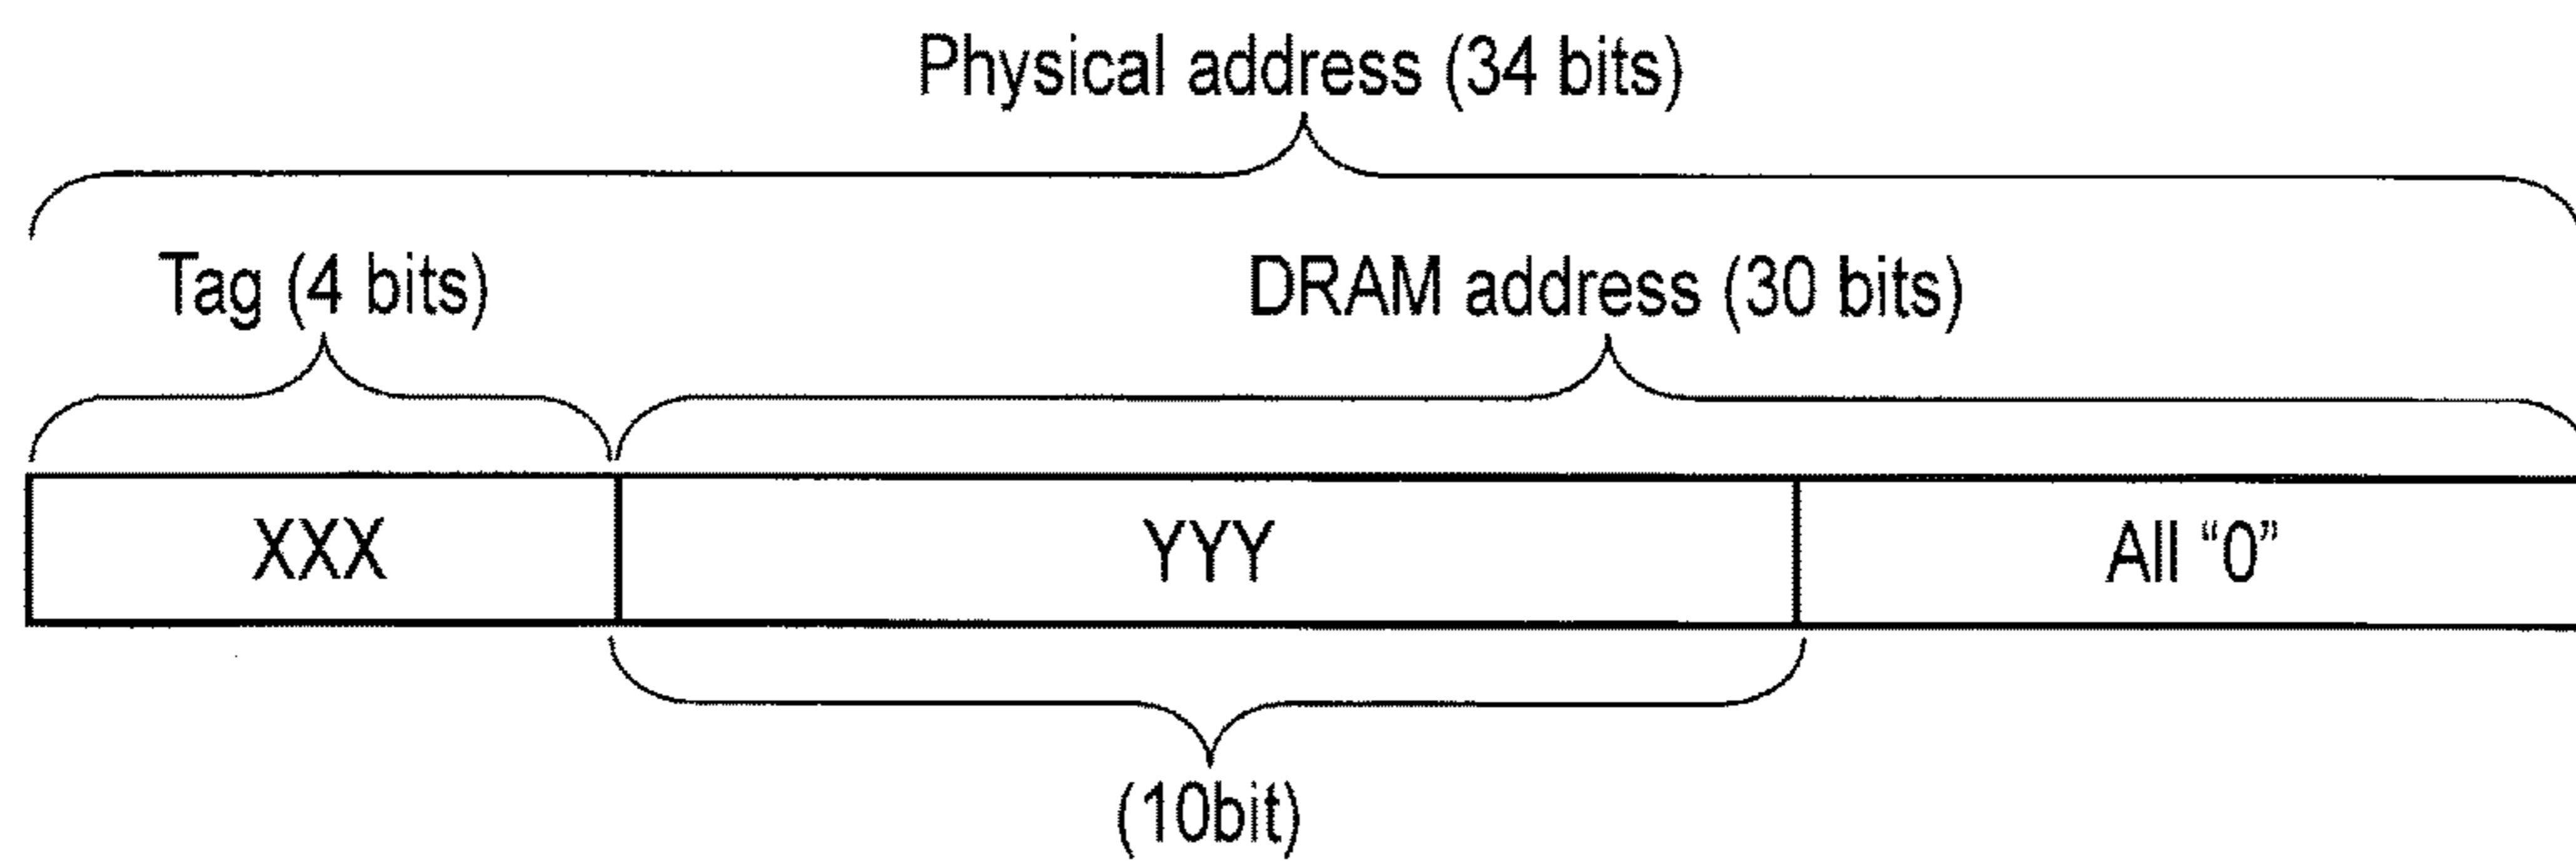 Physical address (34 bits)
Tag (4 bits)
DRAM address (30 bits)
XXX
YYY
All “0”
(10bit)